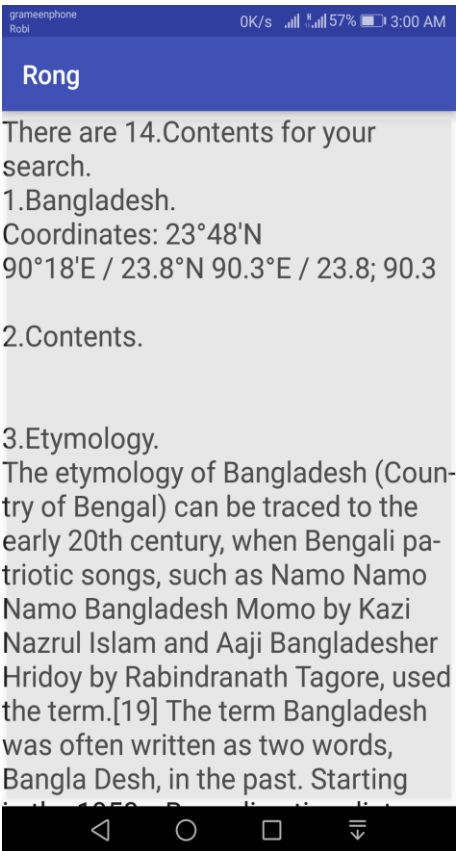 grameenphone
Robi
0K/s 57% 3:00 AM
Rong
There are 14.Contents for your
search.
1.Bangladesh.
Coordinates: 23°48'N
90°18'E / 23.8°N 90.3°E / 23.8; 90.3
2.Contents.
3.Etymology.
The etymology of Bangladesh (Coun-
try of Bengal) can be traced to the
early 20th century, when Bengali pa-
triotic songs, such as Namo Namo
Namo Bangladesh Momo by Kazi
Nazrul Islam and Aaji Bangladesher
Hridoy by Rabindranath Tagore, used
the term.[19] The term Bangladesh
was often written as two words,
Bangla Desh, in the past. Starting